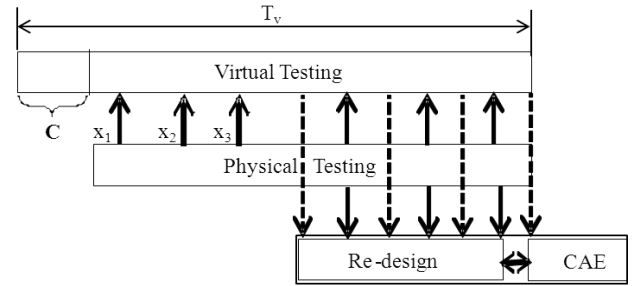 Tv
Virtual Testing
C
x1 x2 x3
Physical Testing
Re-design
CAE